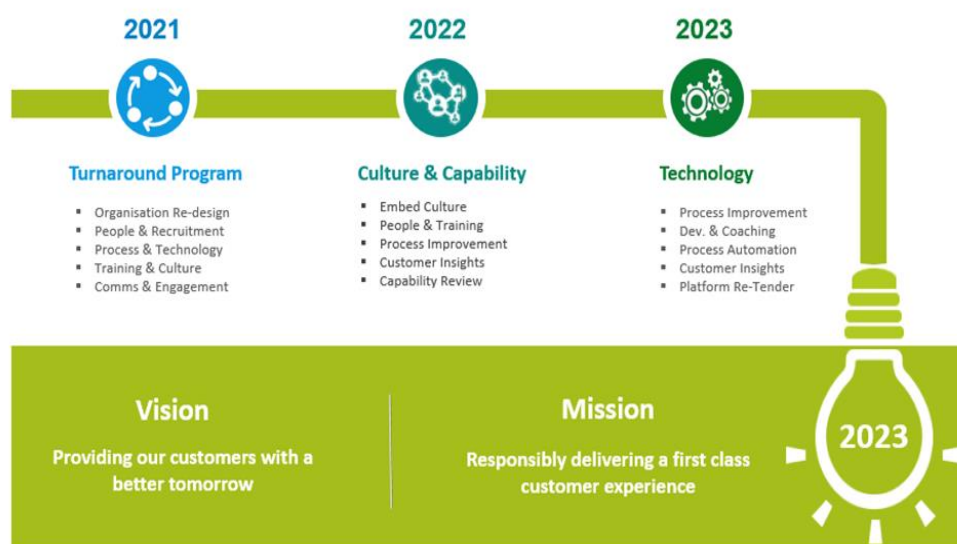 2021
2022
2023
Turnaround Program
Organisation Re-design
People & Recruitment
Process & Technology
Training & Culture
Comms & Engagement
Culture & Capability
Embed Culture
People & Training
Process Improvement
Customer Insights
Capability Review
Technology
Process Improvement
Dev. & Coaching
Process Automation
Customer Insights
Platform Re-Tender
Vision
Providing our customers with a
better tomorrow
Mission
Responsibly delivering a first class
customer experience
2023